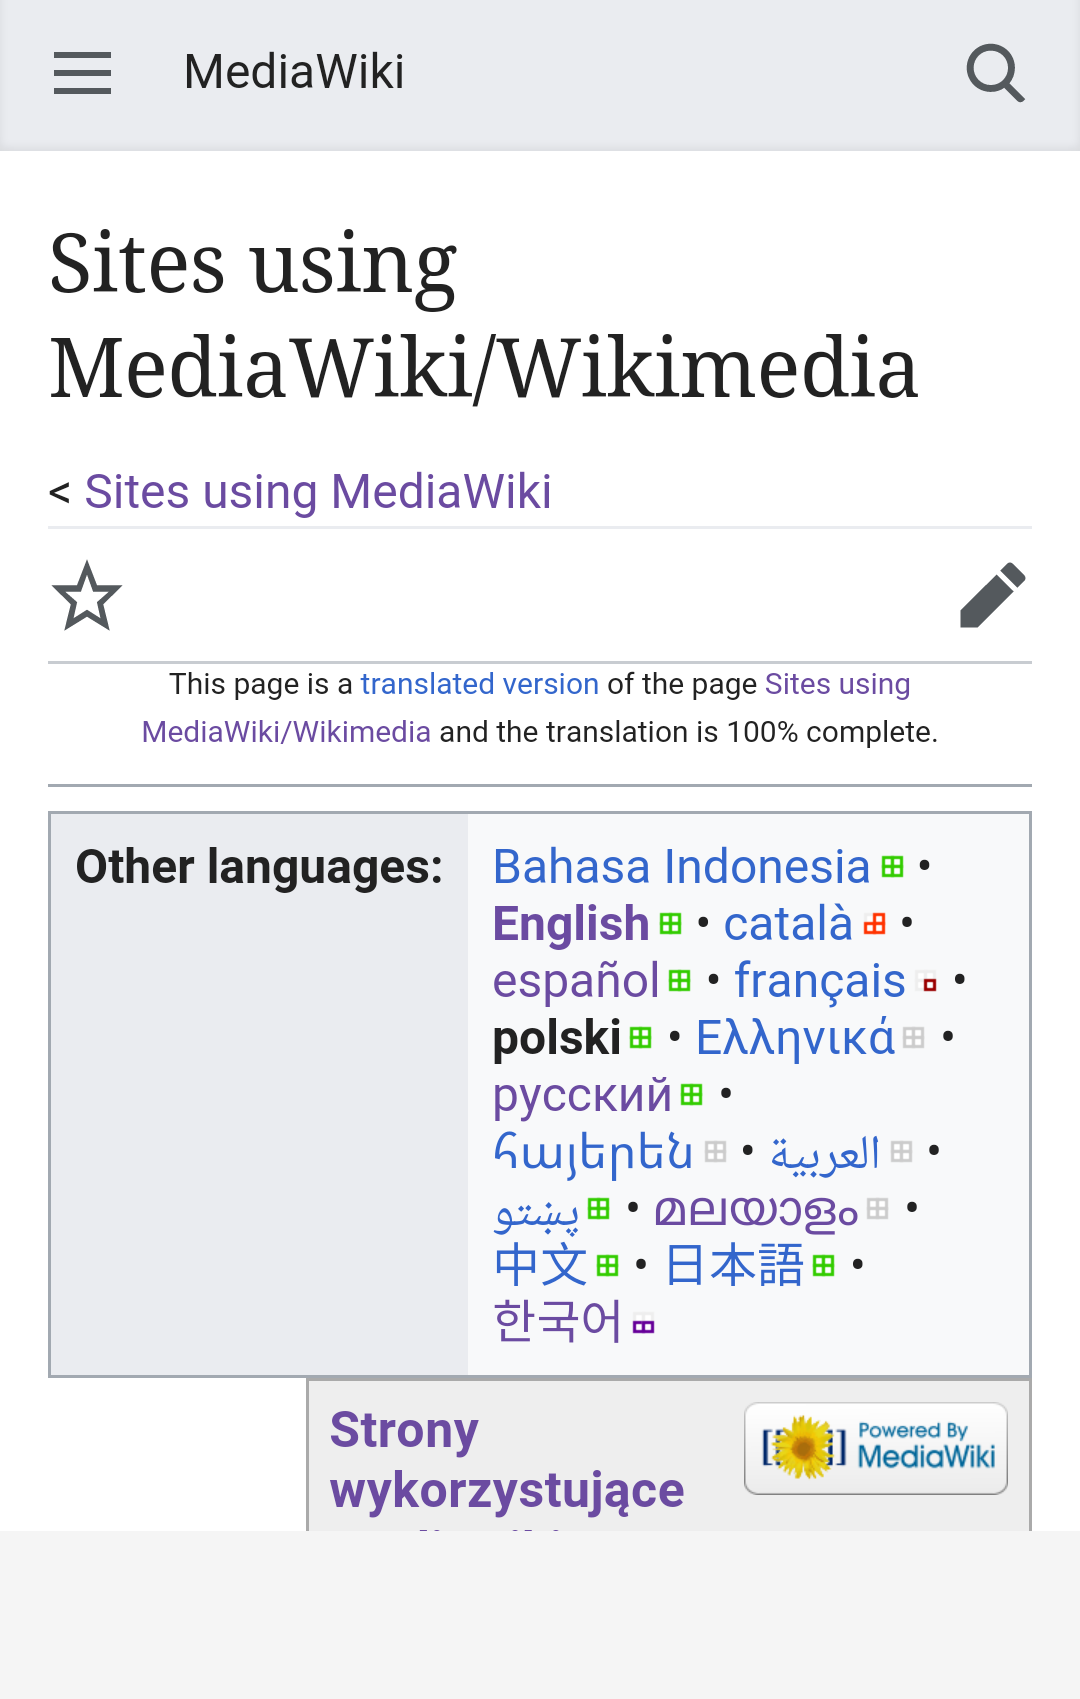 MediaWiki
Sites using
MediaWiki/Wikimedia
< Sites using MediaWiki
This page is a translated version of the page Sites using
MediaWiki/Wikimedia and the translation is 100% complete.
Other languages:
Bahasa Indonesia •
English • català •
español • français •
polski • Ελληνικά •
русский •
հայերեն • العربية •
پښتو • മലയാളം •
中文 • 日本語 •
한국어
Strony
wykorzystujące
Powered By
MediaWiki